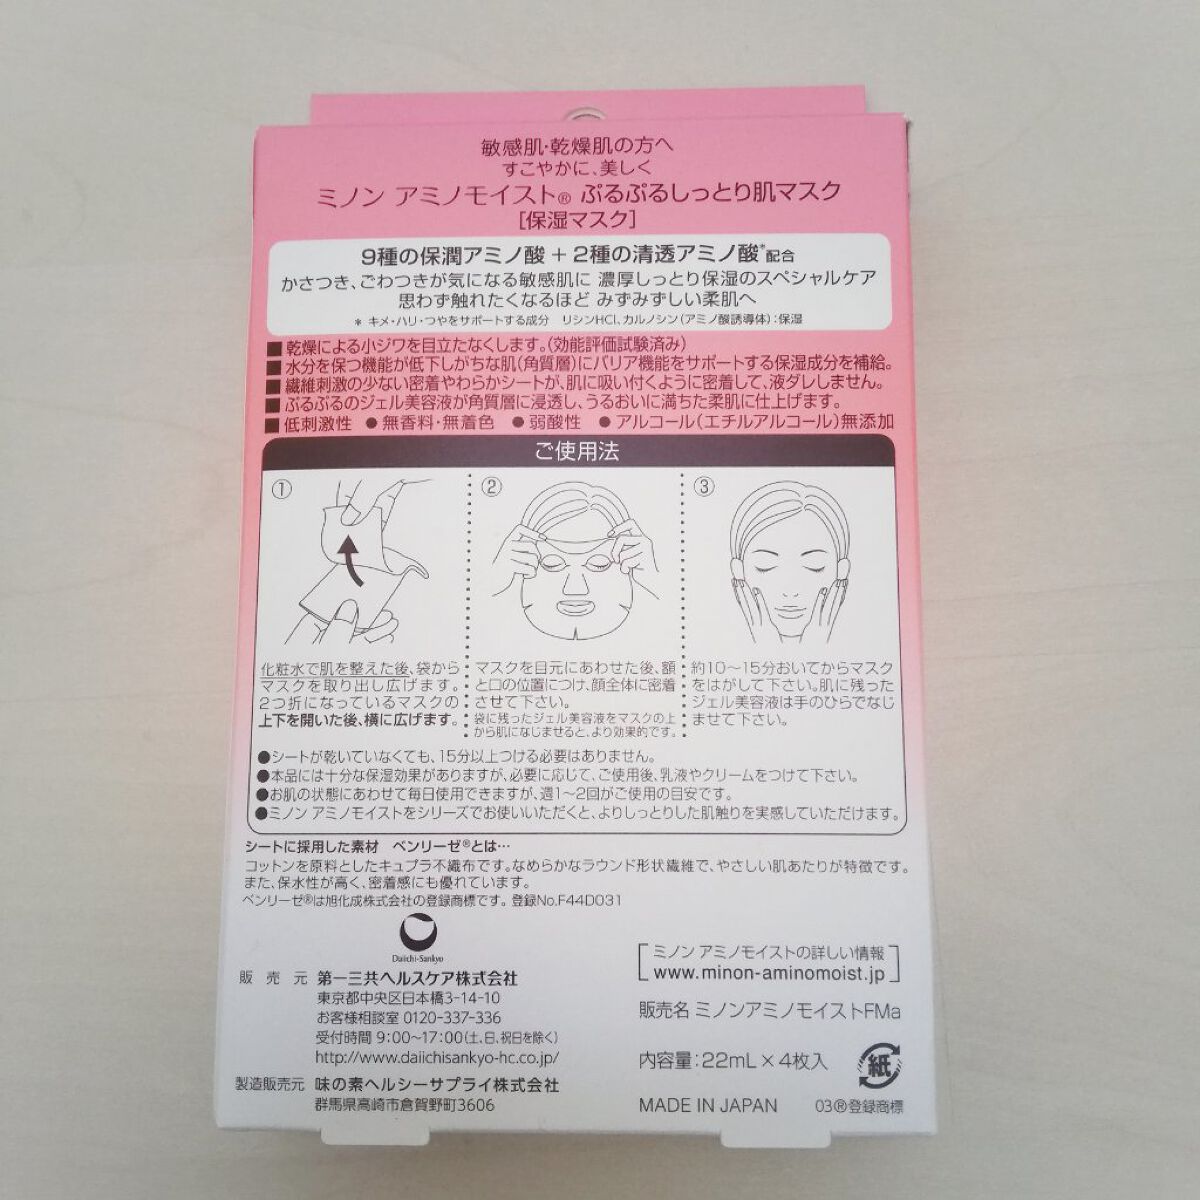 敏感肌・乾燥肌の方へ
すこやかに、美しく
ミノン アミノモイスト® ぷるぷるしっとり肌マスク
[保湿マスク]
9種の保潤アミノ酸 + 2種の清透アミノ酸*配合
かさつき、ごわつきが気になる敏感肌に 濃厚しっとり保湿のスペシャルケア
思わず触れたくなるほど みずみずしい柔肌へ
* キメ・ハリ・つやをサポートする成分 リシンHCl、カルノシン(アミノ酸誘導体):保湿
■ 乾燥による小ジワを目立たなくします。(効能評価試験済み)
■ 水分を保つ機能が低下しがちな肌(角質層)にバリア機能をサポートする保湿成分を補給。
■ 繊維刺激の少ない密着やわらかシートが、肌に吸い付くように密着して、液ダレしません。
■ ぷるぷるのジェル美容液が角質層に浸透し、うるおいに満ちた柔肌に仕上げます。
■ 低刺激性 ●無香料・無着色 ●弱酸性 ●アルコール(エチルアルコール)無添加
ご使用法
①
化粧水で肌を整えた後、袋から
マスクを取り出し広げます。
2つ折になっているマスクの
上下を開いた後、横に広げます。
②
マスクを目元にあわせた後、額
と口の位置につけ、顔全体に密着
させて下さい。
袋に残ったジェル美容液をマスクの上
から肌になじませると、より効果的です。
③
約10〜15分おいてからマスク
をはがして下さい。肌に残った
ジェル美容液は手のひらでなじ
ませて下さい。
●シートが乾いていなくても、15分以上つける必要はありません。
●本品には十分な保湿効果がありますが、必要に応じて、ご使用後、乳液やクリームをつけて下さい。
●お肌の状態にあわせて毎日使用できますが、週1〜2回がご使用の目安です。
●ミノン アミノモイストをシリーズでお使いいただくと、よりしっとりした肌触りを実感していただけます。
シートに採用した素材 ベンリーゼ®とは…
コットンを原料としたキュプラ不織布です。なめらかなラウンド形状繊維で、やさしい肌あたりが特徴です。
また、保水性が高く、密着感にも優れています。
ベンリーゼ®は旭化成株式会社の登録商標です。登録No.F44D031
Daiichi-Sankyo
販売元 第一三共ヘルスケア株式会社
東京都中央区日本橋3-14-10
お客様相談室 0120-337-336
受付時間 9:00〜17:00(土、日、祝日を除く)
http://www.daiichisankyo-hc.co.jp/
製造販売元 味の素ヘルシーサプライ株式会社
群馬県高崎市倉賀野町3606
[ミノン アミノモイストの詳しい情報
www.minon-aminomoist.jp]
販売名 ミノンアミノモイストFMa
内容量:22mL × 4枚入
紙
MADE IN JAPAN 03®登録商標